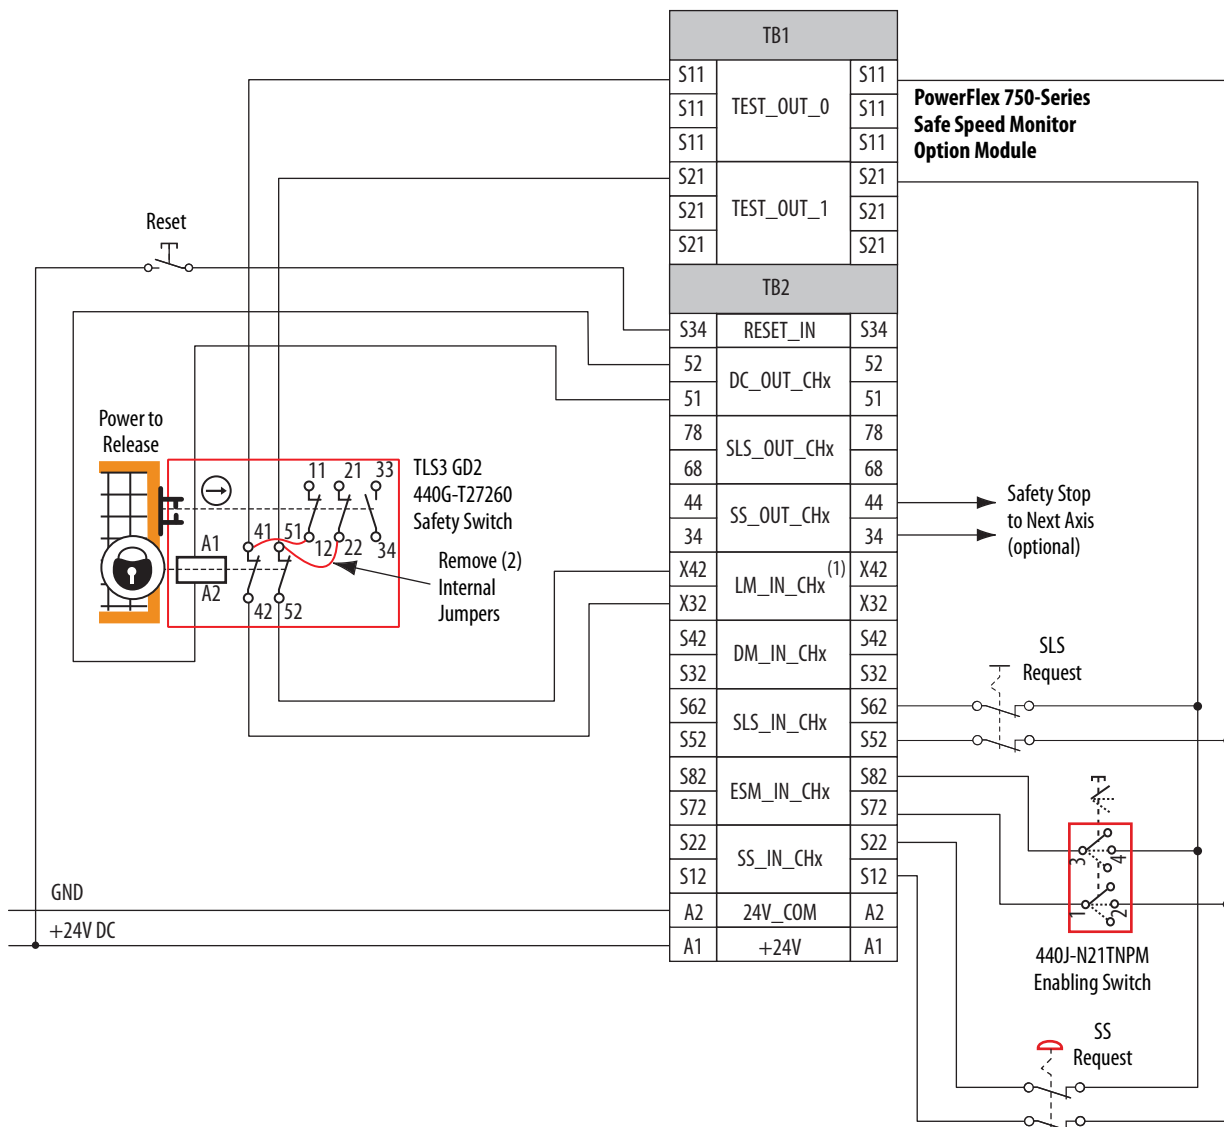 TB1
S11 TEST_OUT_0 S11
S11 S11
S11 S11
PowerFlex 750-Series
Safe Speed Monitor
Option Module
S21 TEST_OUT_1 S21
S21 S21
S21 S21
Reset
TB2
S34 RESET_IN S34
52 DC_OUT_CHx 52
51 51
78 SLS_OUT_CHx 78
68 68
44 SS_OUT_CHx 44
34 34
Safety Stop
to Next Axis
(optional)
X42 LM_IN_CHx (1) X42
X32 X32
S42 DM_IN_CHx S42
S32 S32
S62 SLS_IN_CHx S62
S52 S52
S82 ESM_IN_CHx S82
S72 S72
S22 SS_IN_CHx S22
S12 S12
A2 24V_COM A2
A1 +24V A1
Power to
Release
11 21 33
TLS3 GD2
440G-T27260
Safety Switch
41 51
12 22 34
A1
A2
42 52
Remove (2)
Internal
Jumpers
GND
+24V DC
SLS
Request
3 4
1 2
440J-N21TNPM
Enabling Switch
SS
Request